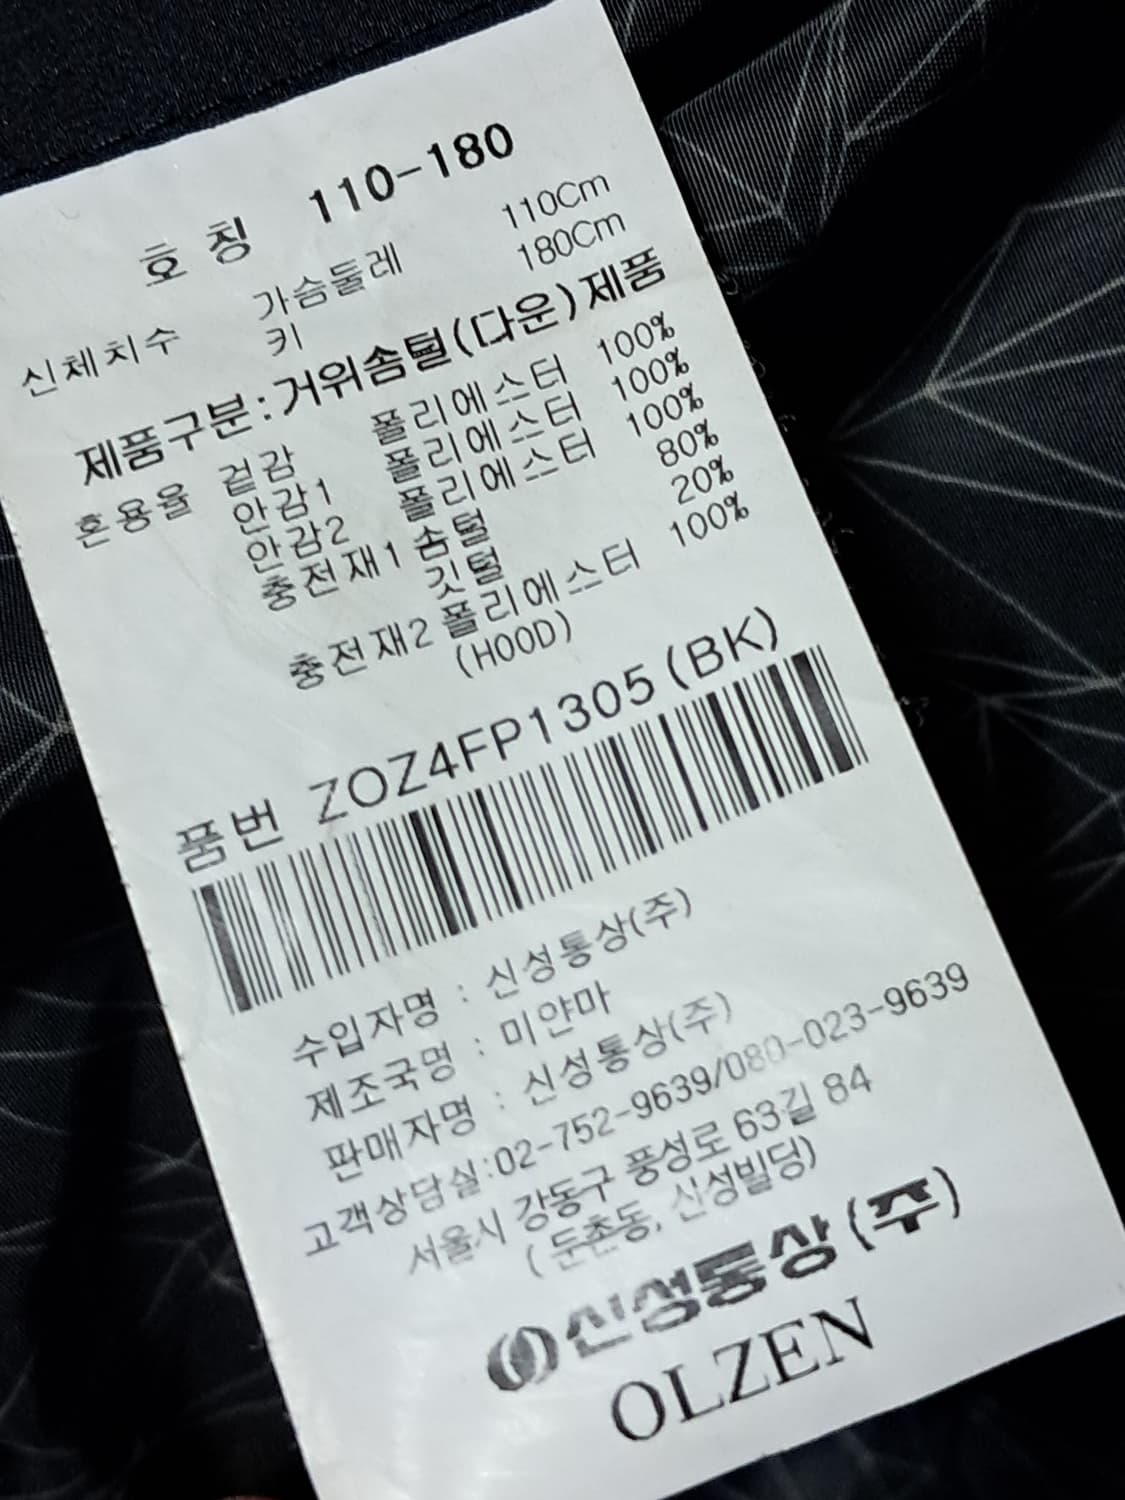 호 칭 110-180
신체치수 가슴둘레 110Cm
키 180Cm
제품구분:거위솜털(다운)제품
혼용율 겉감 폴리에스터 100%
안감1 폴리에스터 100%
안감2 폴리에스터 100%
충전재1 솜털 80%
깃털 20%
충전재2 폴리에스터 100%
(HOOD)
품번 ZOZ4FP1305(BK)
수입자명 : 신성통상(주)
제조국명 : 미얀마
판매자명 : 신성통상(주)
고객상담실:02-752-9639/080-023-9639
서울시 강동구 풍성로 63길 84
(둔촌동, 신성빌딩)
신성통상(주)
OLZEN